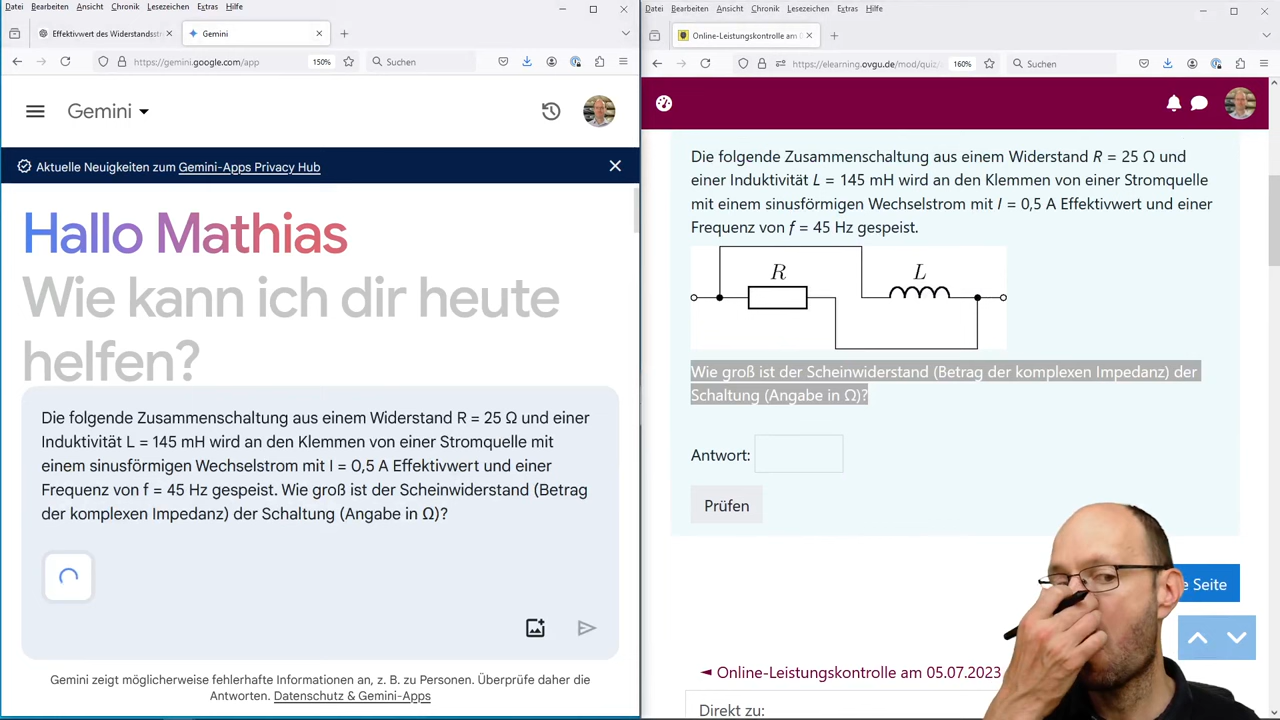 Datei Bearbeiten Ansicht Chronik Lesezeichen Extras Hilfe
Effektivwert des Widerstandsstr
Gemini
https://gemini.google.com/app
150%
Suchen
Gemini
Aktuelle Neuigkeiten zum Gemini-Apps Privacy Hub
Hallo Mathias
Wie kann ich dir heute
helfen?
Die folgende Zusammenschaltung aus einem Widerstand R = 25 Ω und einer
Induktivität L = 145 mH wird an den Klemmen von einer Stromquelle mit
einem sinusförmigen Wechselstrom mit I = 0,5 A Effektivwert und einer
Frequenz von f = 45 Hz gespeist. Wie groß ist der Scheinwiderstand (Betrag
der komplexen Impedanz) der Schaltung (Angabe in Ω)?
Gemini zeigt möglicherweise fehlerhafte Informationen an, z. B. zu Personen. Überprüfe daher die
Antworten. Datenschutz & Gemini-Apps
Datei Bearbeiten Ansicht Chronik Lesezeichen Extras Hilfe
Online-Leistungskontrolle am 0
https://elearning.ovgu.de/mod/quiz/
160%
Suchen
Die folgende Zusammenschaltung aus einem Widerstand R = 25 Ω und
einer Induktivität L = 145 mH wird an den Klemmen von einer Stromquelle
mit einem sinusförmigen Wechselstrom mit I = 0,5 A Effektivwert und einer
Frequenz von f = 45 Hz gespeist.
R L
Wie groß ist der Scheinwiderstand (Betrag der komplexen Impedanz) der
Schaltung (Angabe in Ω)?
Antwort:
Prüfen
e Seite
◄ Online-Leistungskontrolle am 05.07.2023
Direkt zu: